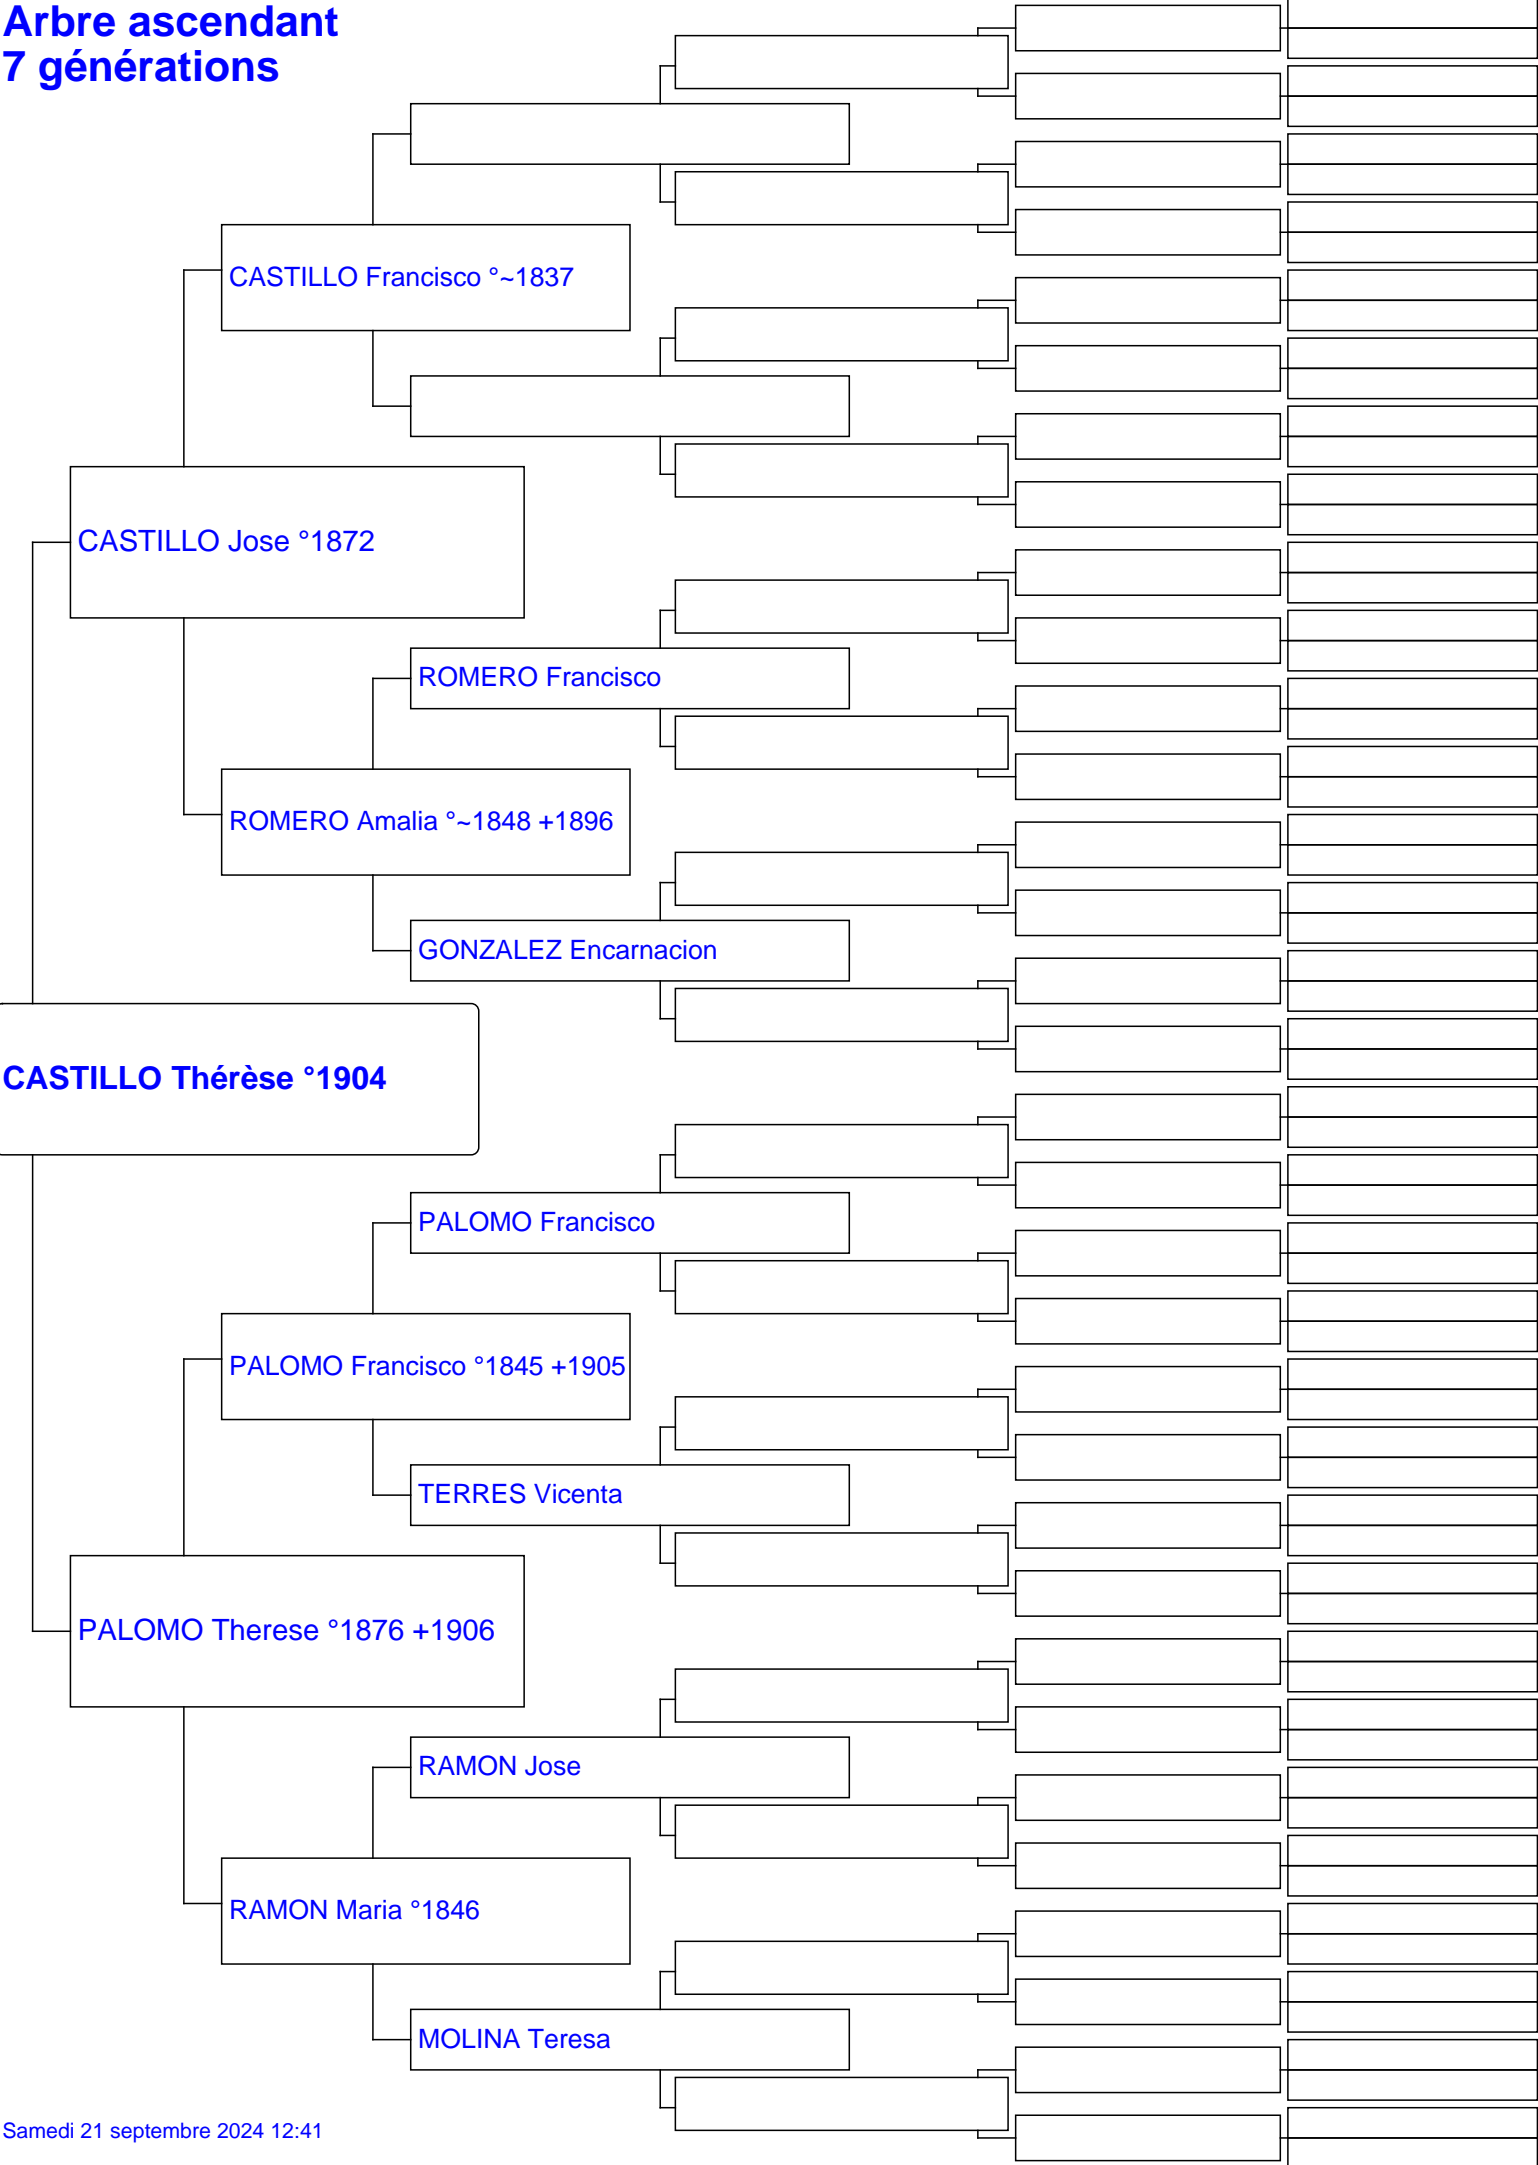 Arbre ascendant
7 générations
CASTILLO Francisco °~1837
CASTILLO Jose °1872
ROMERO Francisco
ROMERO Amalia °~1848 +1896
GONZALEZ Encarnacion
CASTILLO Thérèse °1904
PALOMO Francisco
PALOMO Francisco °1845 +1905
TERRES Vicenta
PALOMO Therese °1876 +1906
RAMON Jose
RAMON Maria °1846
MOLINA Teresa
Samedi 21 septembre 2024 12:41